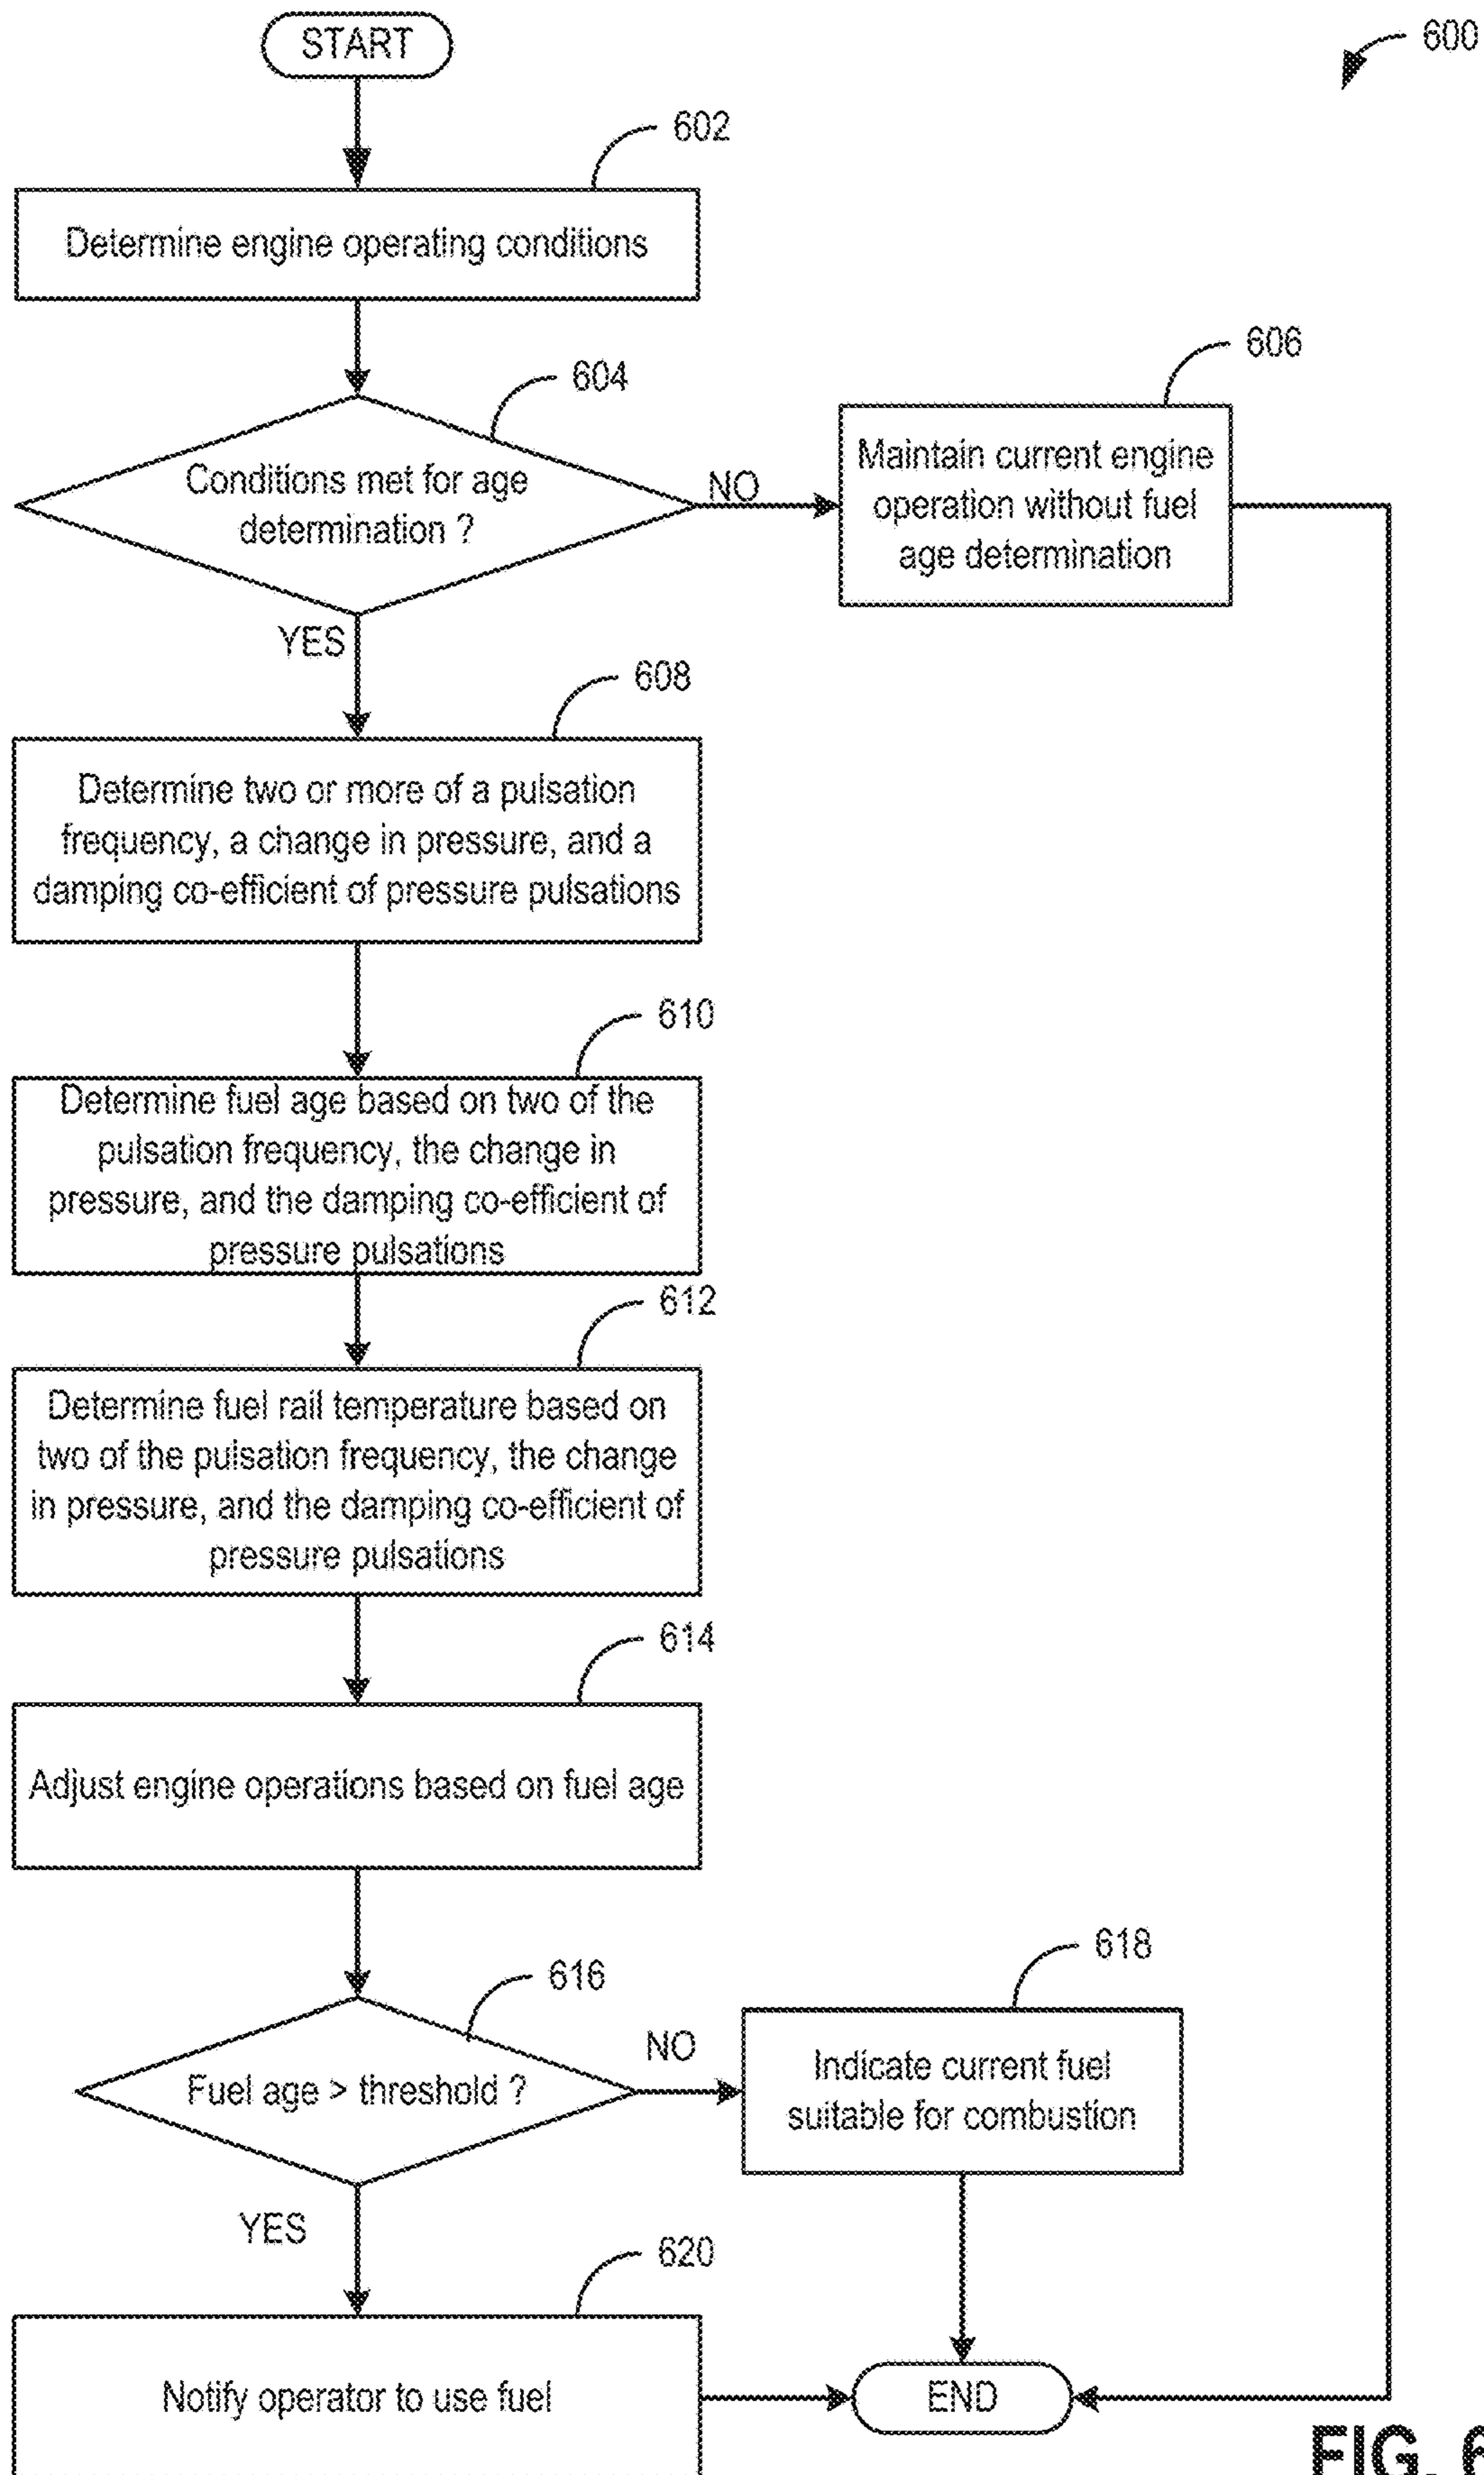 START
600
602
Determine engine operating conditions
604
606
Conditions met for age
determination ?
NO
Maintain current engine
operation without fuel
age determination
YES
608
Determine two or more of a pulsation
frequency, a change in pressure, and a
damping co-efficient of pressure pulsations
610
Determine fuel age based on two of the
pulsation frequency, the change in
pressure, and the damping co-efficient of
pressure pulsations
612
Determine fuel rail temperature based on
two of the pulsation frequency, the change
in pressure, and the damping co-efficient of
pressure pulsations
614
Adjust engine operations based on fuel age
616
618
Fuel age > threshold ?
NO
Indicate current fuel
suitable for combustion
YES
620
Notify operator to use fuel
END
FIG. 6